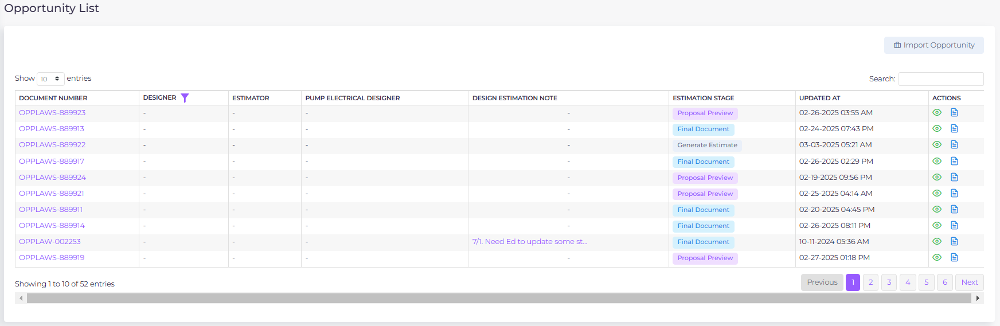 Opportunity List
Import Opportunity
Show 10 entries Search:
DOCUMENT NUMBER DESIGNER ESTIMATOR PUMP ELECTRICAL DESIGNER DESIGN ESTIMATION NOTE ESTIMATION STAGE UPDATED AT ACTIONS
OPPLAWS-889923 - - - - Proposal Preview 02-26-2025 03:55 AM
OPPLAWS-889913 - - - - Final Document 02-24-2025 07:43 PM
OPPLAWS-889922 - - - - Generate Estimate 03-03-2025 05:21 AM
OPPLAWS-889917 - - - - Final Document 02-26-2025 02:29 PM
OPPLAWS-889924 - - - - Proposal Preview 02-19-2025 09:56 PM
OPPLAWS-889921 - - - - Proposal Preview 02-25-2025 04:14 AM
OPPLAWS-889911 - - - - Final Document 02-20-2025 04:45 PM
OPPLAWS-889914 - - - - Final Document 02-26-2025 08:11 PM
OPPLAW-002253 - - - 7/1. Need Ed to update some st... Final Document 10-11-2024 05:36 AM
OPPLAWS-889919 - - - - Proposal Preview 02-27-2025 01:18 PM
Showing 1 to 10 of 52 entries Previous 1 2 3 4 5 6 Next